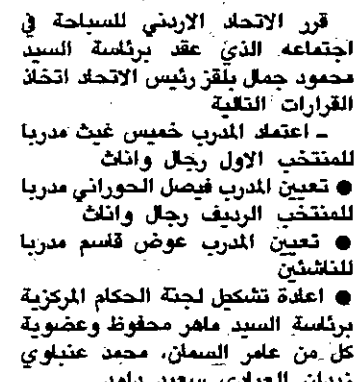 قرر الاتحاد الاردني للسباحة في
اجتماعه الذي عقد برئاسة السيد
محمود جمال بلقز رئيس الاتحاد اتخاذ
القرارات التالية
- اعتماد المدرب خميس غيث مدربا
للمنتخب الاول رجال واناث
● تعيين المدرب فيصل الحوراني مدربا
للمنتخب الرديف رجال واناث
● تعيين المدرب عوض قاسم مدربا
للناشئين
● اعادة تشكيل لجنة الحكام المركزية
برئاسة السيد ماهر محفوظ وعضوية
كل من عامر السمان، محمد عنبتاوي